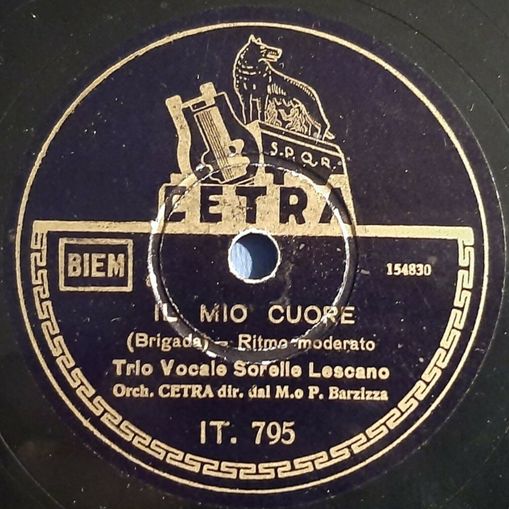 S.P.Q.R.
CETRA
BIEM
154830
IL MIO CUORE
(Brigada) - Ritmo moderato
Trio Vocale Sorelle Lescano
Orch. CETRA dir. dal M.o P. Barzizza
IT. 795